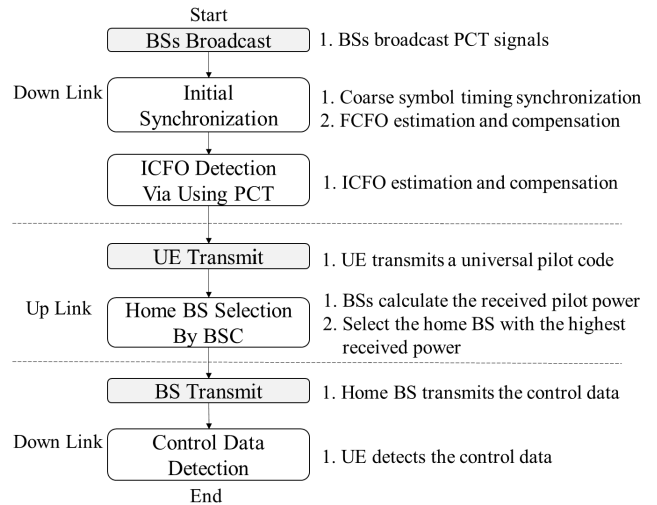 Start
BSs Broadcast
1. BSs broadcast PCT signals
Down Link
Initial
Synchronization
1. Coarse symbol timing synchronization
2. FCFO estimation and compensation
ICFO Detection
Via Using PCT
1. ICFO estimation and compensation
UE Transmit
1. UE transmits a universal pilot code
Up Link
Home BS Selection
By BSC
1. BSs calculate the received pilot power
2. Select the home BS with the highest
received power
BS Transmit
1. Home BS transmits the control data
Down Link
Control Data
Detection
1. UE detects the control data
End